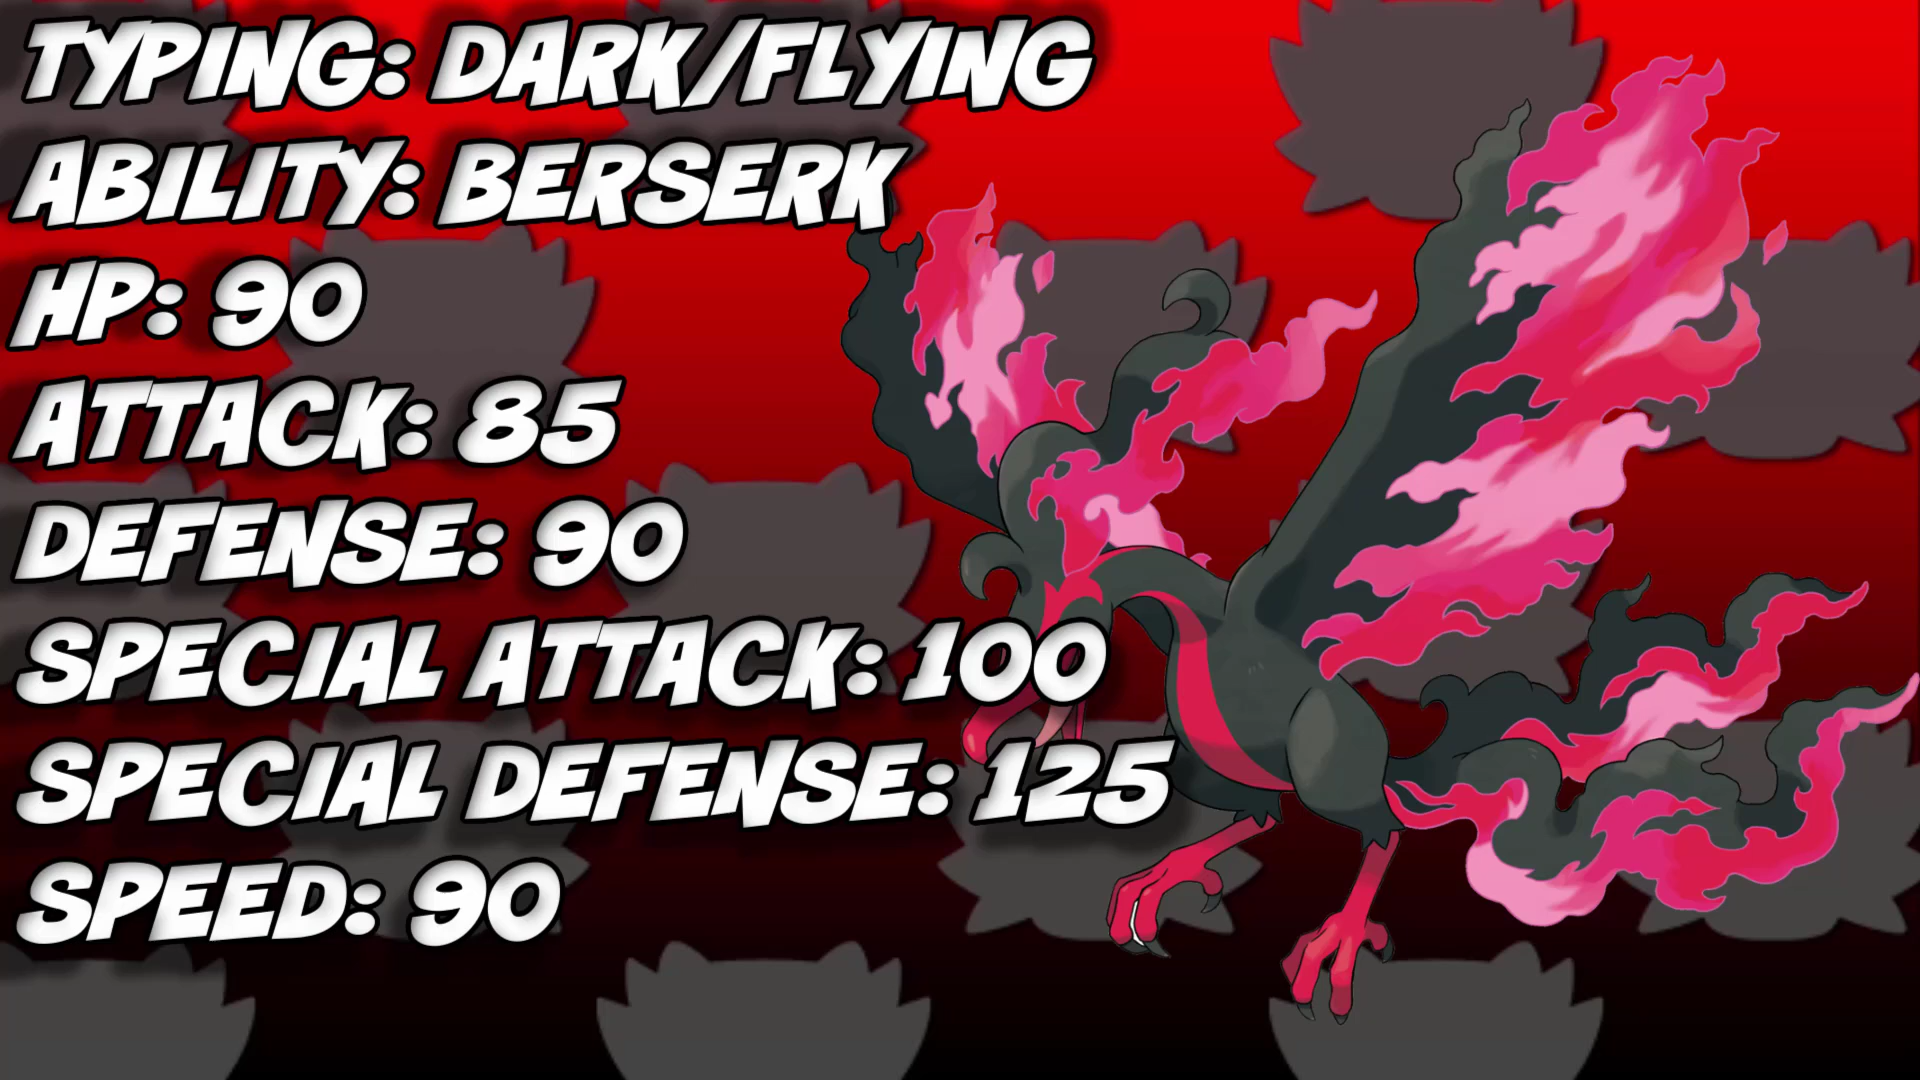 TYPING: DARK/FLYING
ABILITY: BERSERK
HP: 90
ATTACK: 85
DEFENSE: 90
SPECIAL ATTACK: 100
SPECIAL DEFENSE: 125
SPEED: 90